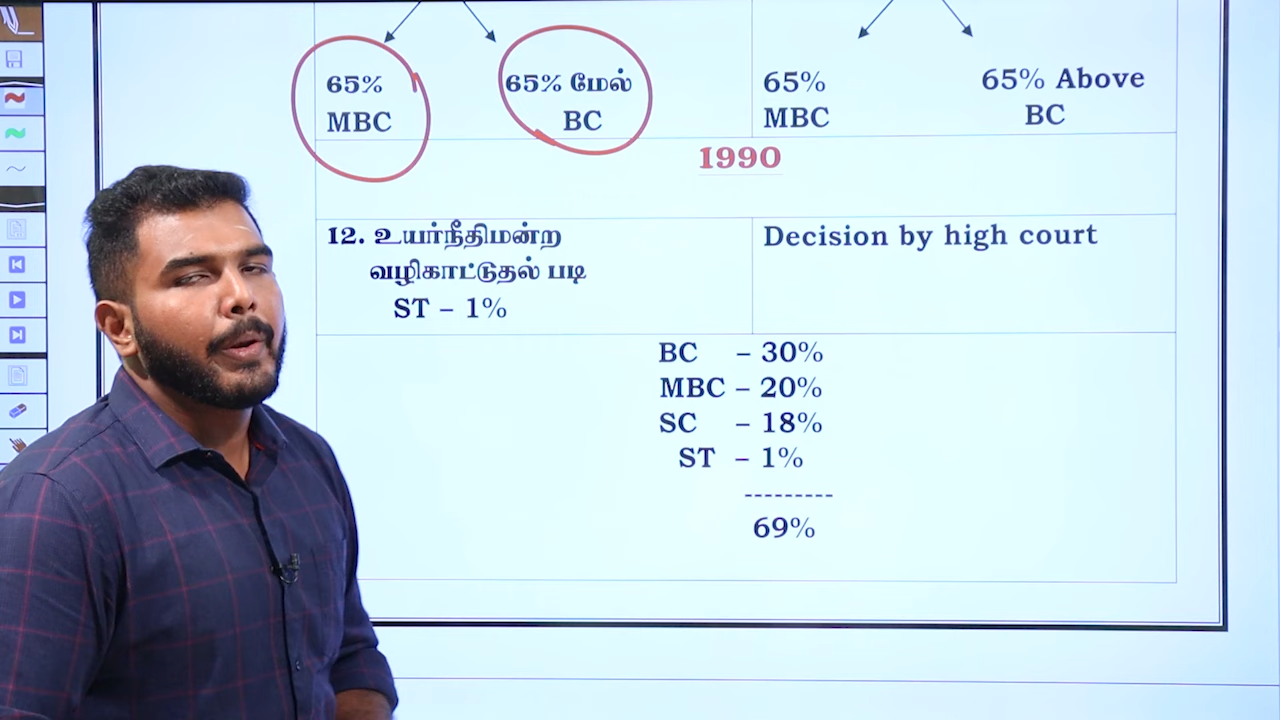 65%
MBC
65% மேல்
BC
65%
MBC
65% Above
BC
1990
12. உயர்நீதிமன்ற
வழிகாட்டுதல் படி
ST – 1%
Decision by high court
BC – 30%
MBC – 20%
SC – 18%
ST – 1%
---------
69%